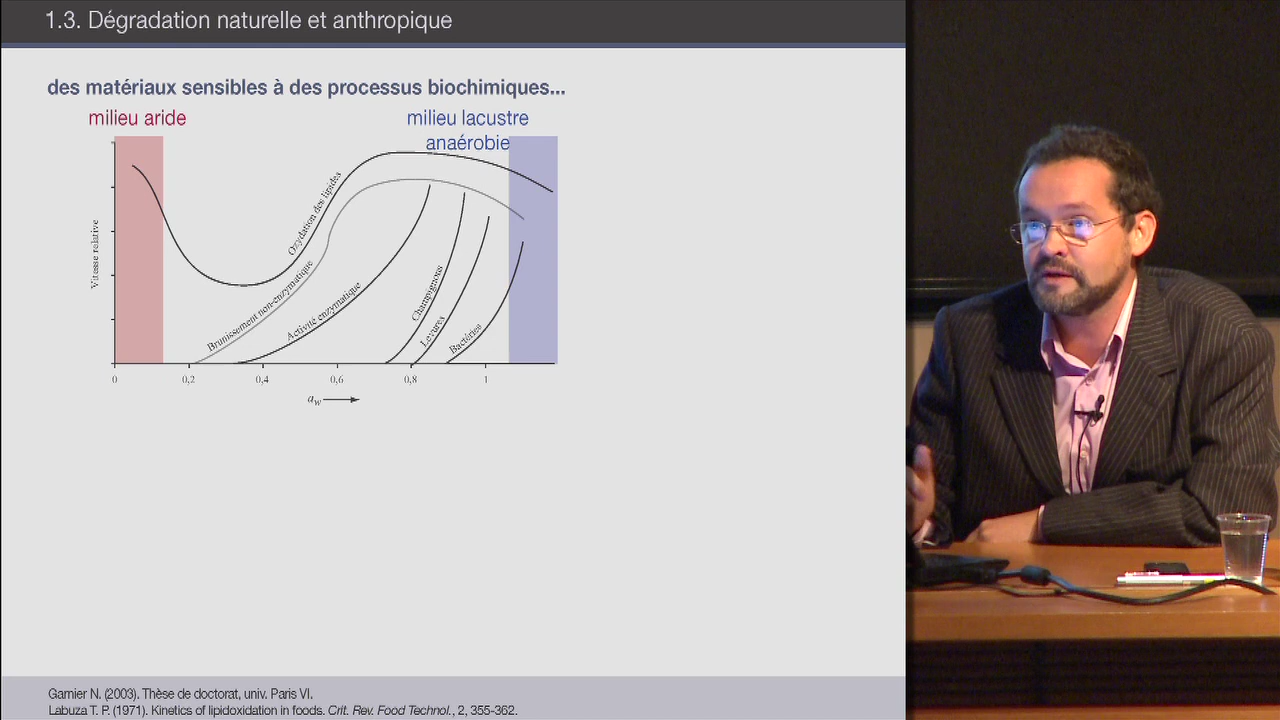 1.3. Dégradation naturelle et anthropique
des matériaux sensibles à des processus biochimiques...
milieu aride
milieu lacustre
anaérobie
Vitesse relative
Oxydation des lipides
Brunissement non-enzymatique
Activité enzymatique
Champignons
Levures
Bactéries
0
0,2
0,4
0,6
0,8
1
aw
Garnier N. (2003). Thèse de doctorat, univ. Paris VI.
Labuza T. P. (1971). Kinetics of lipidoxidation in foods. Crit. Rev. Food Technol., 2, 355-362.